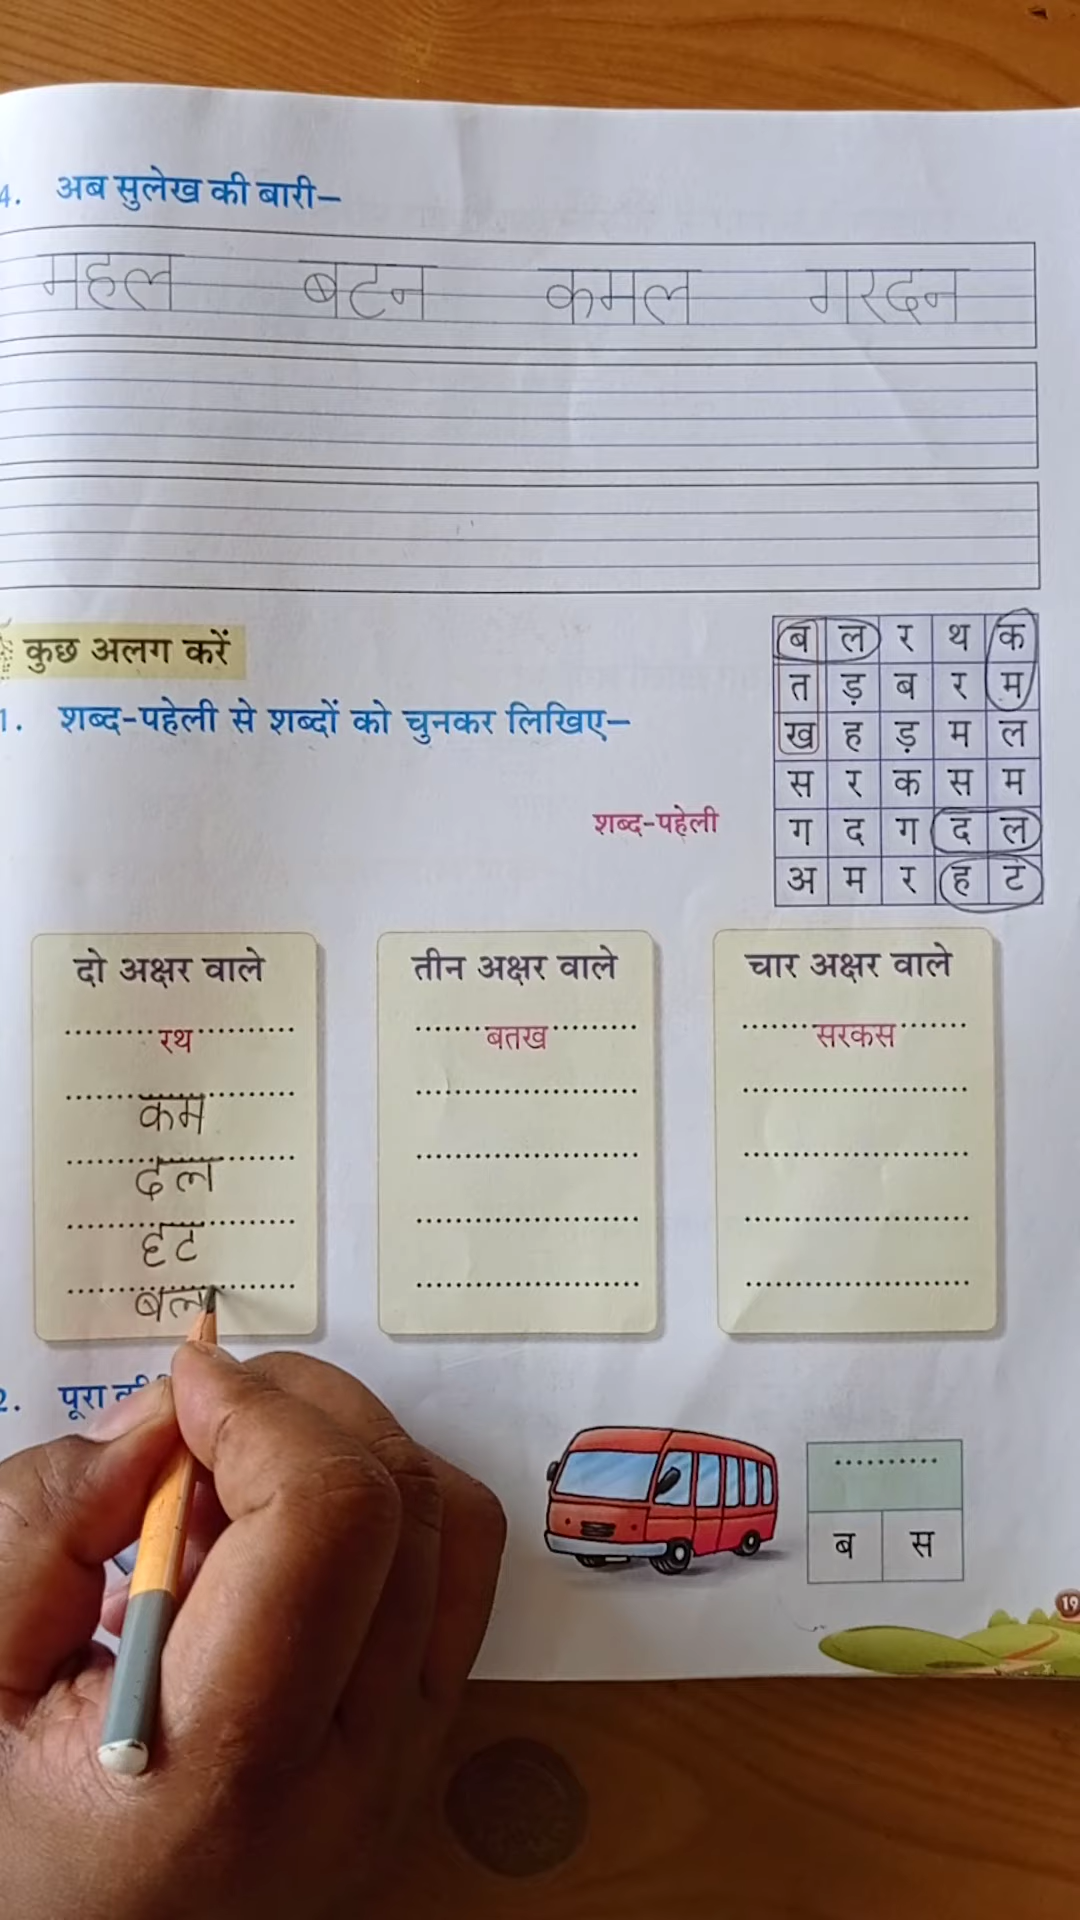 4. अब सुलेख की बारी–
महल बटन कमल गरदन
कुछ अलग करें
1. शब्द-पहेली से शब्दों को चुनकर लिखिए–
शब्द-पहेली
ब ल र थ क
त ड़ ब र म
ख ह ड़ म ल
स र क स म
ग द ग द ल
अ म र ह ट
दो अक्षर वाले
रथ
कम
दल
हट
बल
तीन अक्षर वाले
बतख
चार अक्षर वाले
सरकस
2. पूरा
ब स
19